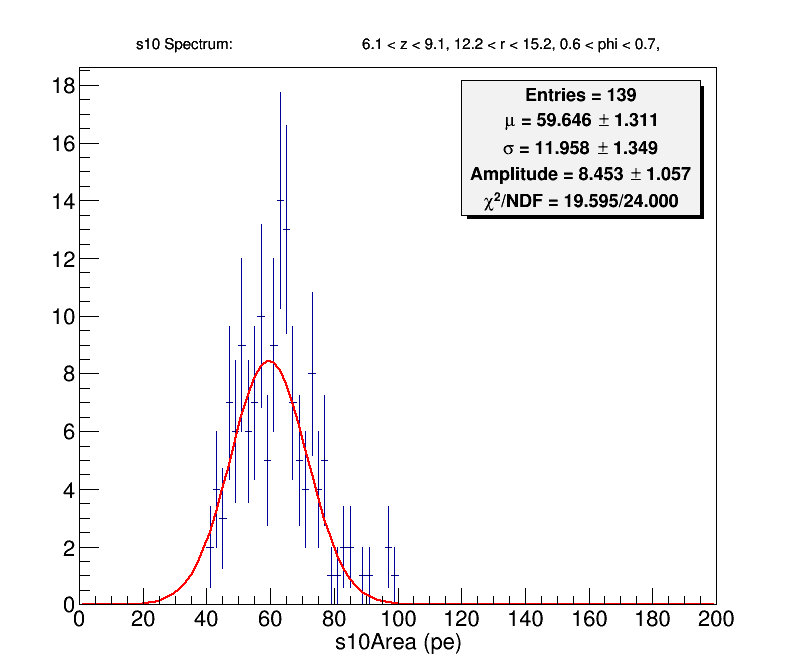 s10 Spectrum: 6.1 < z < 9.1, 12.2 < r < 15.2, 0.6 < phi < 0.7,
Entries = 139
μ = 59.646 ± 1.311
σ = 11.958 ± 1.349
Amplitude = 8.453 ± 1.057
χ²/NDF = 19.595/24.000
18
16
14
12
10
8
6
4
2
0
0 20 40 60 80 100 120 140 160 180 200
s10Area (pe)